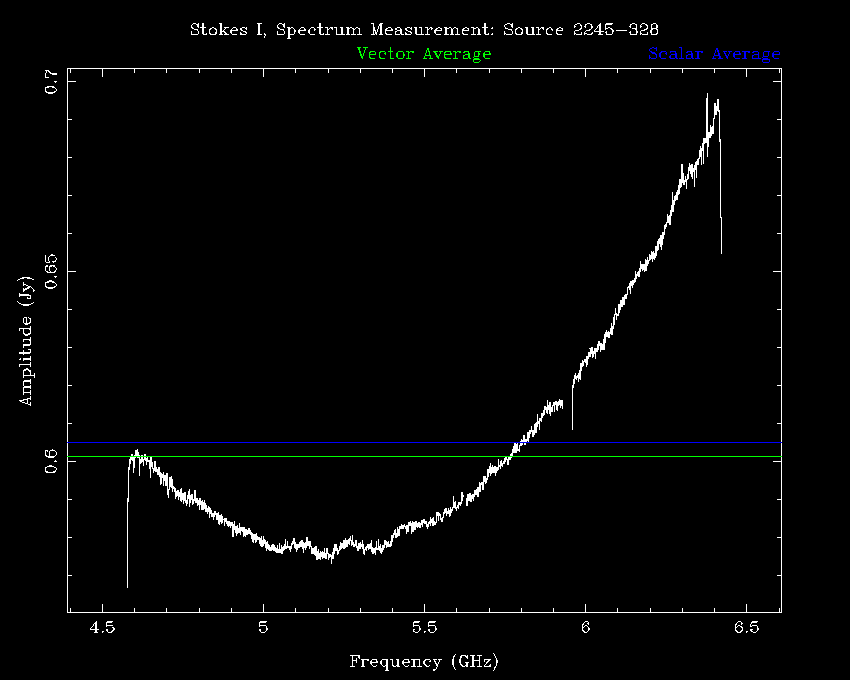 Stokes I, Spectrum Measurement: Source 2245-328
Vector Average Scalar Average
0.7
0.65
0.6
Amplitude (Jy)
4.5 5 5.5 6 6.5
Frequency (GHz)